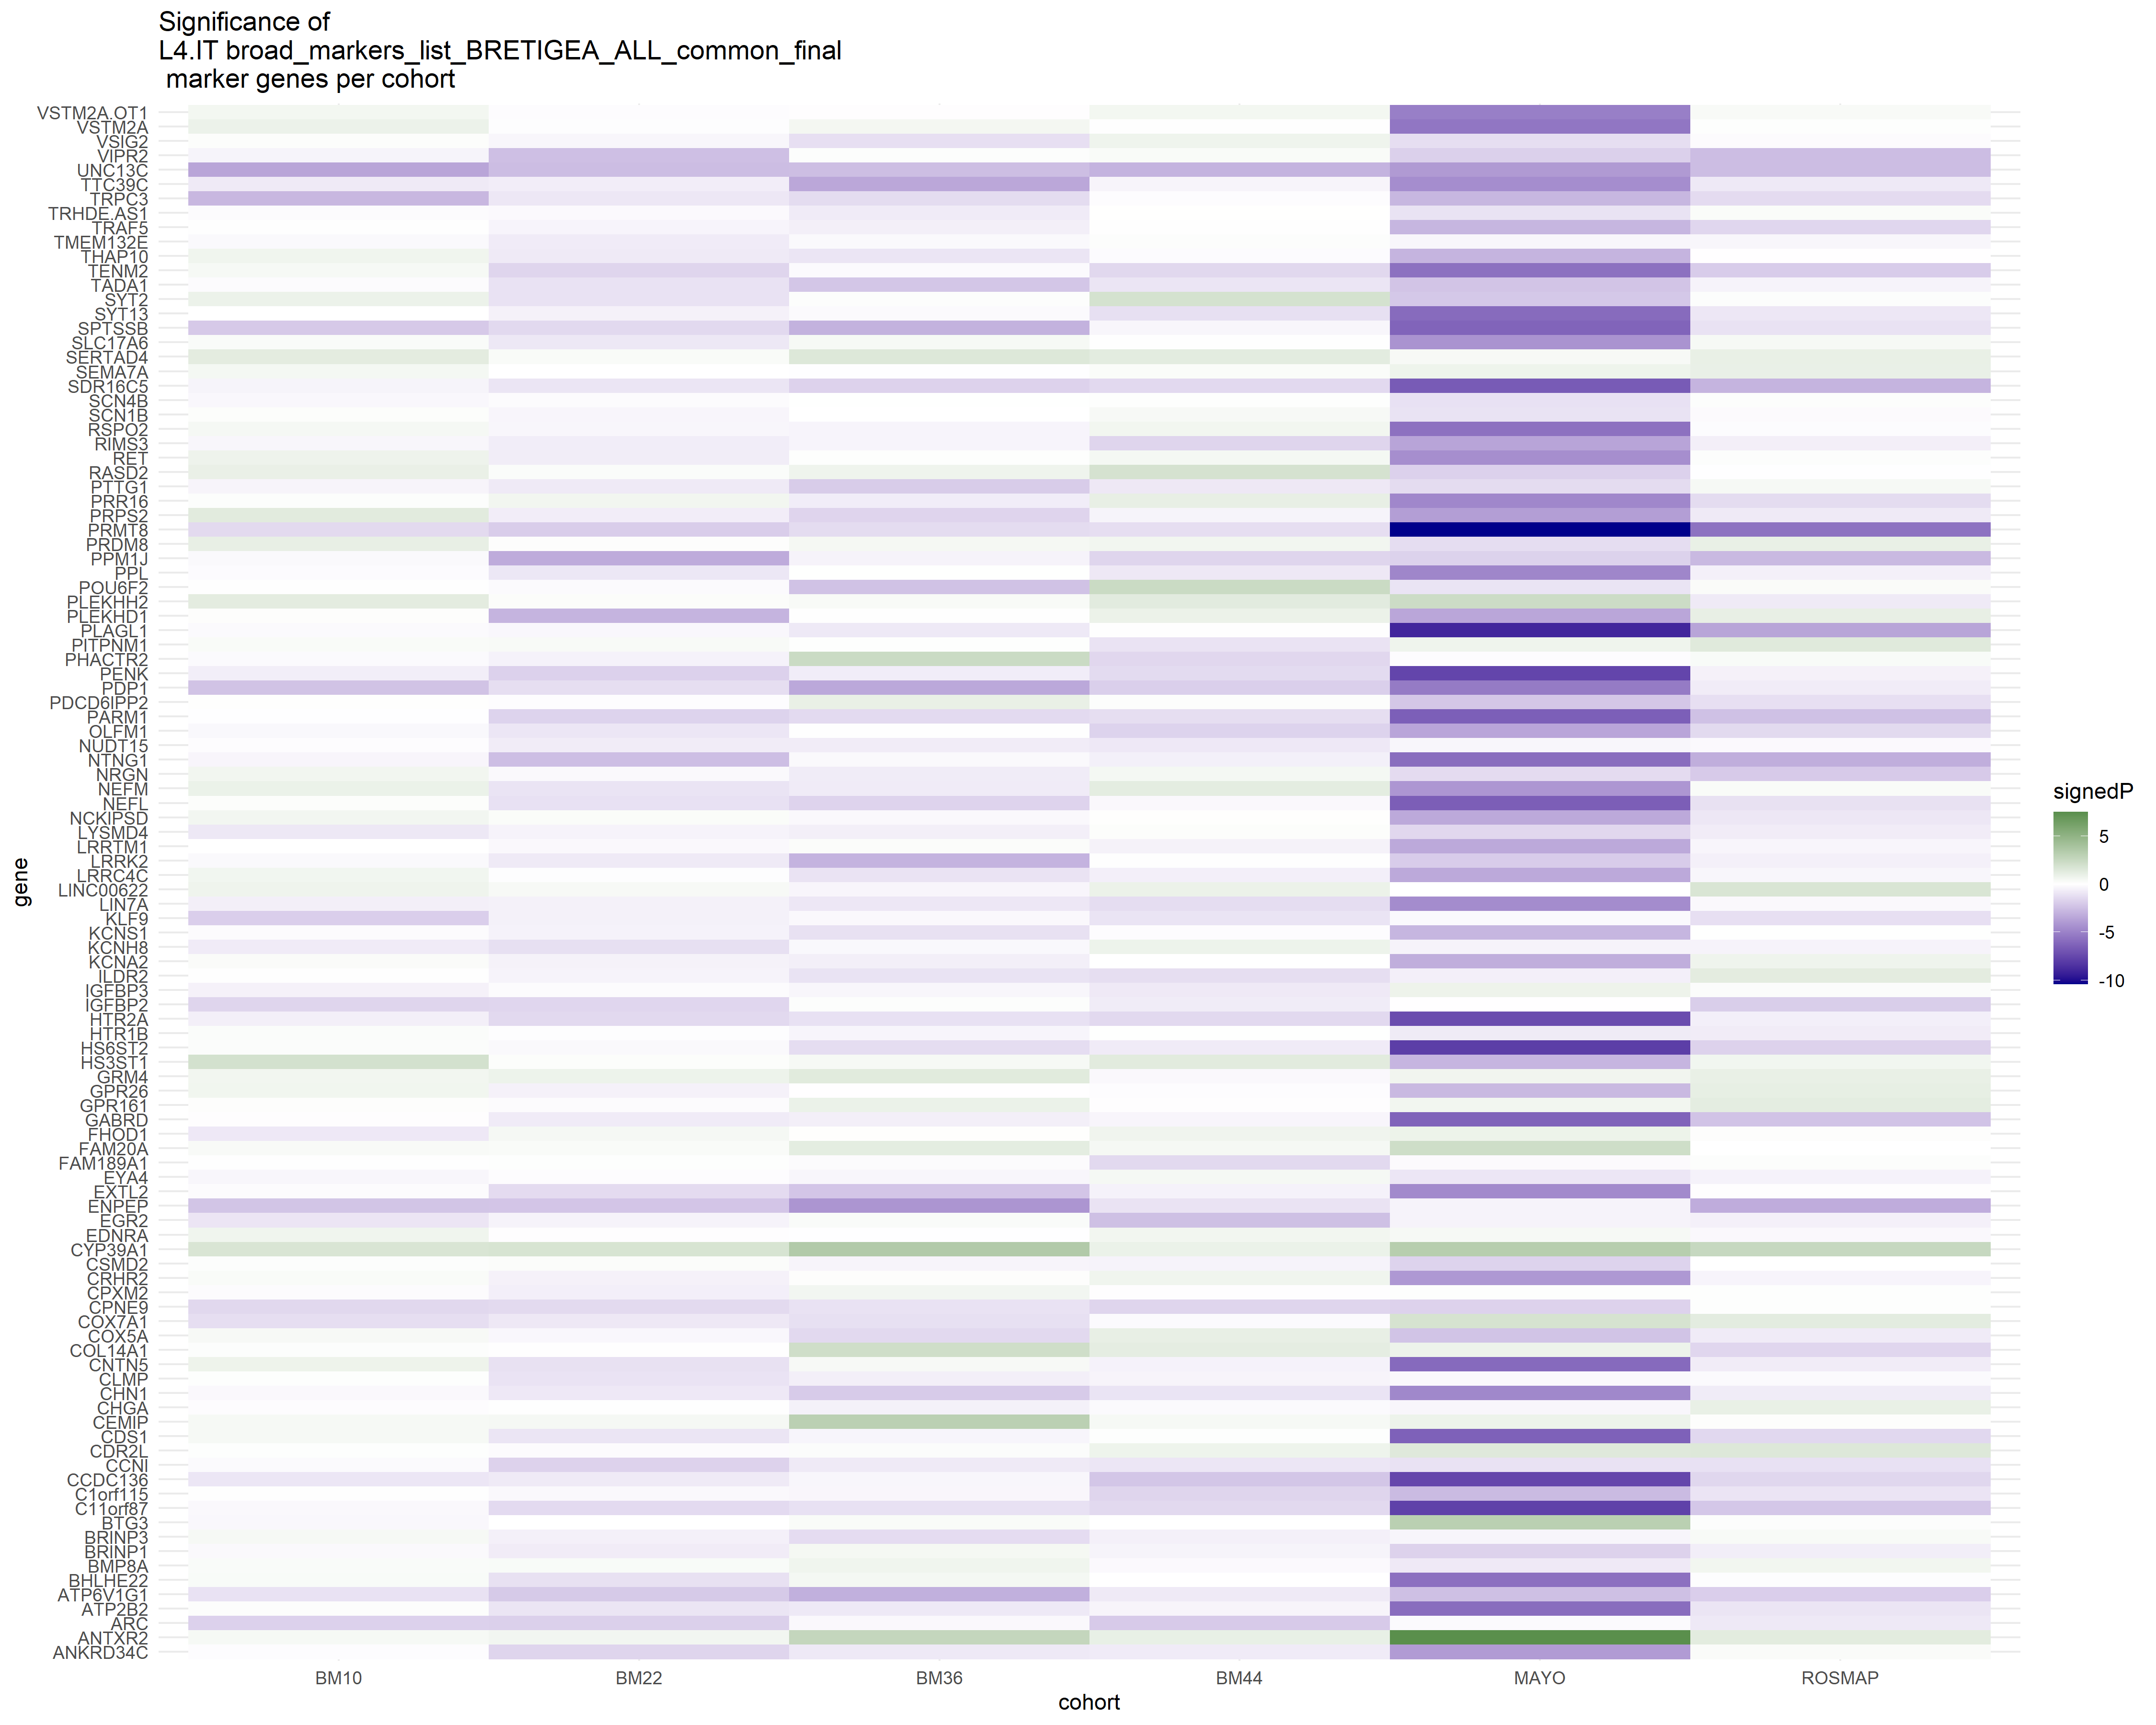 Significance of
L4.IT broad_markers_list_BRETIGEA_ALL_common_final
marker genes per cohort
VSTM2A.OT1
VSTM2A
VSIG2
VIPR2
UNC13C
TTC39C
TRPC3
TRHDE.AS1
TRAF5
TMEM132E
THAP10
TENM2
TADA1
SYT2
SYT13
SPTSSB
SLC17A6
SERTAD4
SEMA7A
SDR16C5
SCN4B
SCN1B
RSPO2
RIMS3
RET
RASD2
PTTG1
PRR16
PRPS2
PRMT8
PRDM8
PPM1J
PPL
POU6F2
PLEKHH2
PLEKHD1
PLAGL1
PITPNM1
PHACTR2
PENK
PDP1
PDCD6IPP2
PARM1
OLFM1
NUDT15
NTNG1
NRGN
NEFM
NEFL
NCKIPSD
LYSMD4
LRRTM1
LRRK2
LRRC4C
LINC00622
LIN7A
KLF9
KCNS1
KCNH8
KCNA2
ILDR2
IGFBP3
IGFBP2
HTR2A
HTR1B
HS6ST2
HS3ST1
GRM4
GPR26
GPR161
GABRD
FHOD1
FAM20A
FAM189A1
EYA4
EXTL2
ENPEP
EGR2
EDNRA
CYP39A1
CSMD2
CRHR2
CPXM2
CPNE9
COX7A1
COX5A
COL14A1
CNTN5
CLMP
CHN1
CHGA
CEMIP
CDS1
CDR2L
CCNI
CCDC136
C1orf115
C11orf87
BTG3
BRINP3
BRINP1
BMP8A
BHLHE22
ATP6V1G1
ATP2B2
ARC
ANTXR2
ANKRD34C
gene
BM10 BM22 BM36 BM44 MAYO ROSMAP
cohort
signedP
5
0
-5
-10